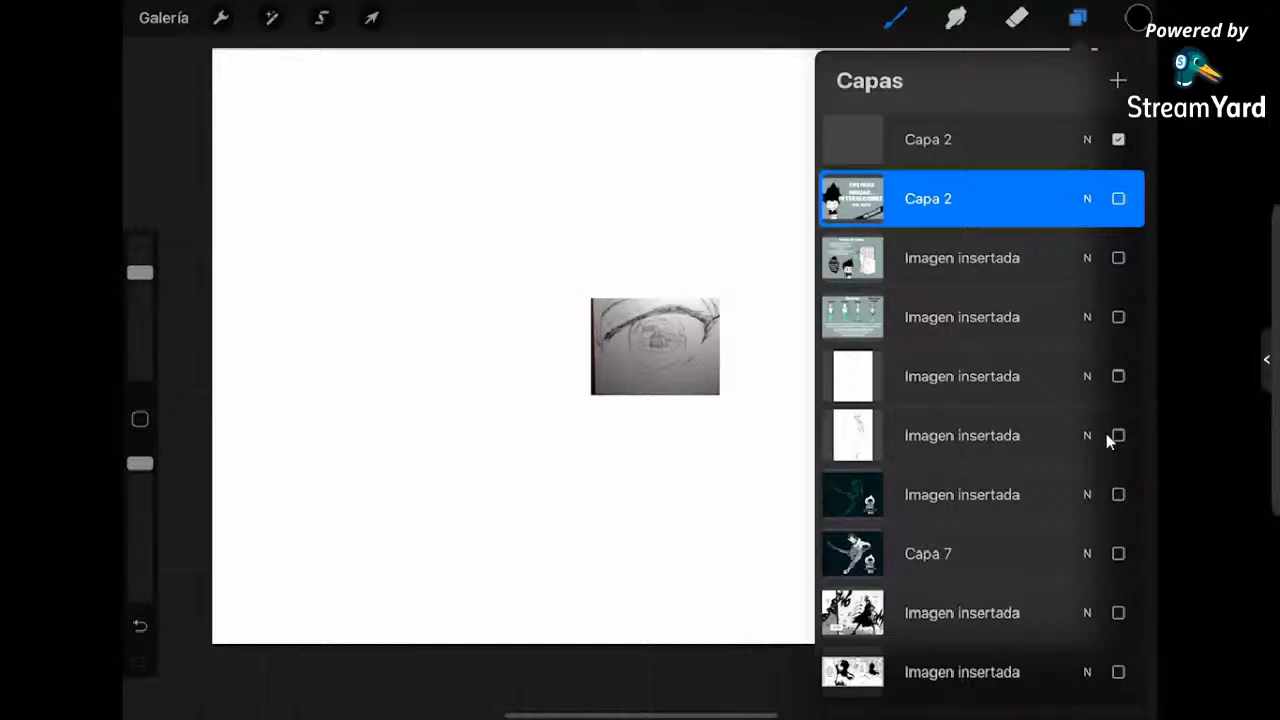 Galería
Powered by
StreamYard
Capas
Capa 2 N
Capa 2 N
Imagen insertada N
Imagen insertada N
Imagen insertada N
Imagen insertada N
Imagen insertada N
Capa 7 N
Imagen insertada N
Imagen insertada N